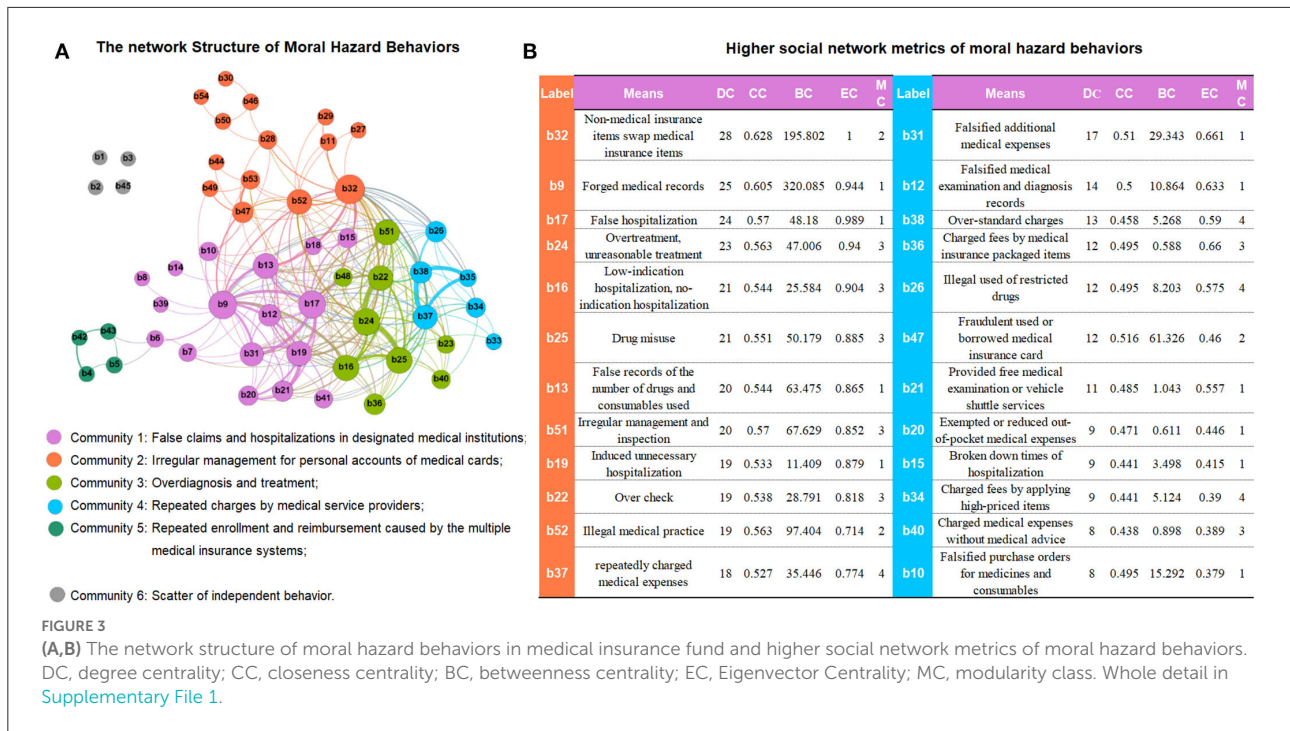 A The network Structure of Moral Hazard Behaviors
b30
b54
b46
b50
b29
b27
b28
b11
b1
b3
b2
b45
b44
b53
b49
b32
b52
b47
b51
b26
b15
b18
b10
b13
b14
b8
b48
b22
b38
b35
b39
b9
b17
b34
b12
b24
b37
b42
b43
b6
b33
b7
b31
b19
b23
b5
b16
b25
b4
b40
b20
b21
b41
b36
Community 1: False claims and hospitalizations in designated medical institutions;
Community 2: Irregular management for personal accounts of medical cards;
Community 3: Overdiagnosis and treatment;
Community 4: Repeated charges by medical service providers;
Community 5: Repeated enrollment and reimbursement caused by the multiple
medical insurance systems;
Community 6: Scatter of independent behavior.
B Higher social network metrics of moral hazard behaviors
Label Means DC CC BC EC M C Label Means DC CC BC EC M C
b32 Non-medical insurance items swap medical insurance items 28 0.628 195.802 1 2 b31 Falsified additional medical expenses 17 0.51 29.343 0.661 1
b9 Forged medical records 25 0.605 320.085 0.944 1 b12 Falsified medical examination and diagnosis records 14 0.5 10.864 0.633 1
b17 False hospitalization 24 0.57 48.18 0.989 1 b38 Over-standard charges 13 0.458 5.268 0.59 4
b24 Overtreatment, unreasonable treatment 23 0.563 47.006 0.94 3 b36 Charged fees by medical insurance packaged items 12 0.495 0.588 0.66 3
b16 Low-indication hospitalization, no-indication hospitalization 21 0.544 25.584 0.904 3 b26 Illegal used of restricted drugs 12 0.495 8.203 0.575 4
b25 Drug misuse 21 0.551 50.179 0.885 3 b47 Fraudulent used or borrowed medical insurance card 12 0.516 61.326 0.46 2
b13 False records of the number of drugs and consumables used 20 0.544 63.475 0.865 1 b21 Provided free medical examination or vehicle shuttle services 11 0.485 1.043 0.557 1
b51 Irregular management and inspection 20 0.57 67.629 0.852 3 b20 Exempted or reduced out-of-pocket medical expenses 9 0.471 0.611 0.446 1
b19 Induced unnecessary hospitalization 19 0.533 11.409 0.879 1 b15 Broken down times of hospitalization 9 0.441 3.498 0.415 1
b22 Over check 19 0.538 28.791 0.818 3 b34 Charged fees by applying high-priced items 9 0.441 5.124 0.39 4
b52 Illegal medical practice 19 0.563 97.404 0.714 2 b40 Charged medical expenses without medical advice 8 0.438 0.898 0.389 3
b37 repeatedly charged medical expenses 18 0.527 35.446 0.774 4 b10 Falsified purchase orders for medicines and consumables 8 0.495 15.292 0.379 1
FIGURE 3
(A,B) The network structure of moral hazard behaviors in medical insurance fund and higher social network metrics of moral hazard behaviors.
DC, degree centrality; CC, closeness centrality; BC, betweenness centrality; EC, Eigenvector Centrality; MC, modularity class. Whole detail in
Supplementary File 1.